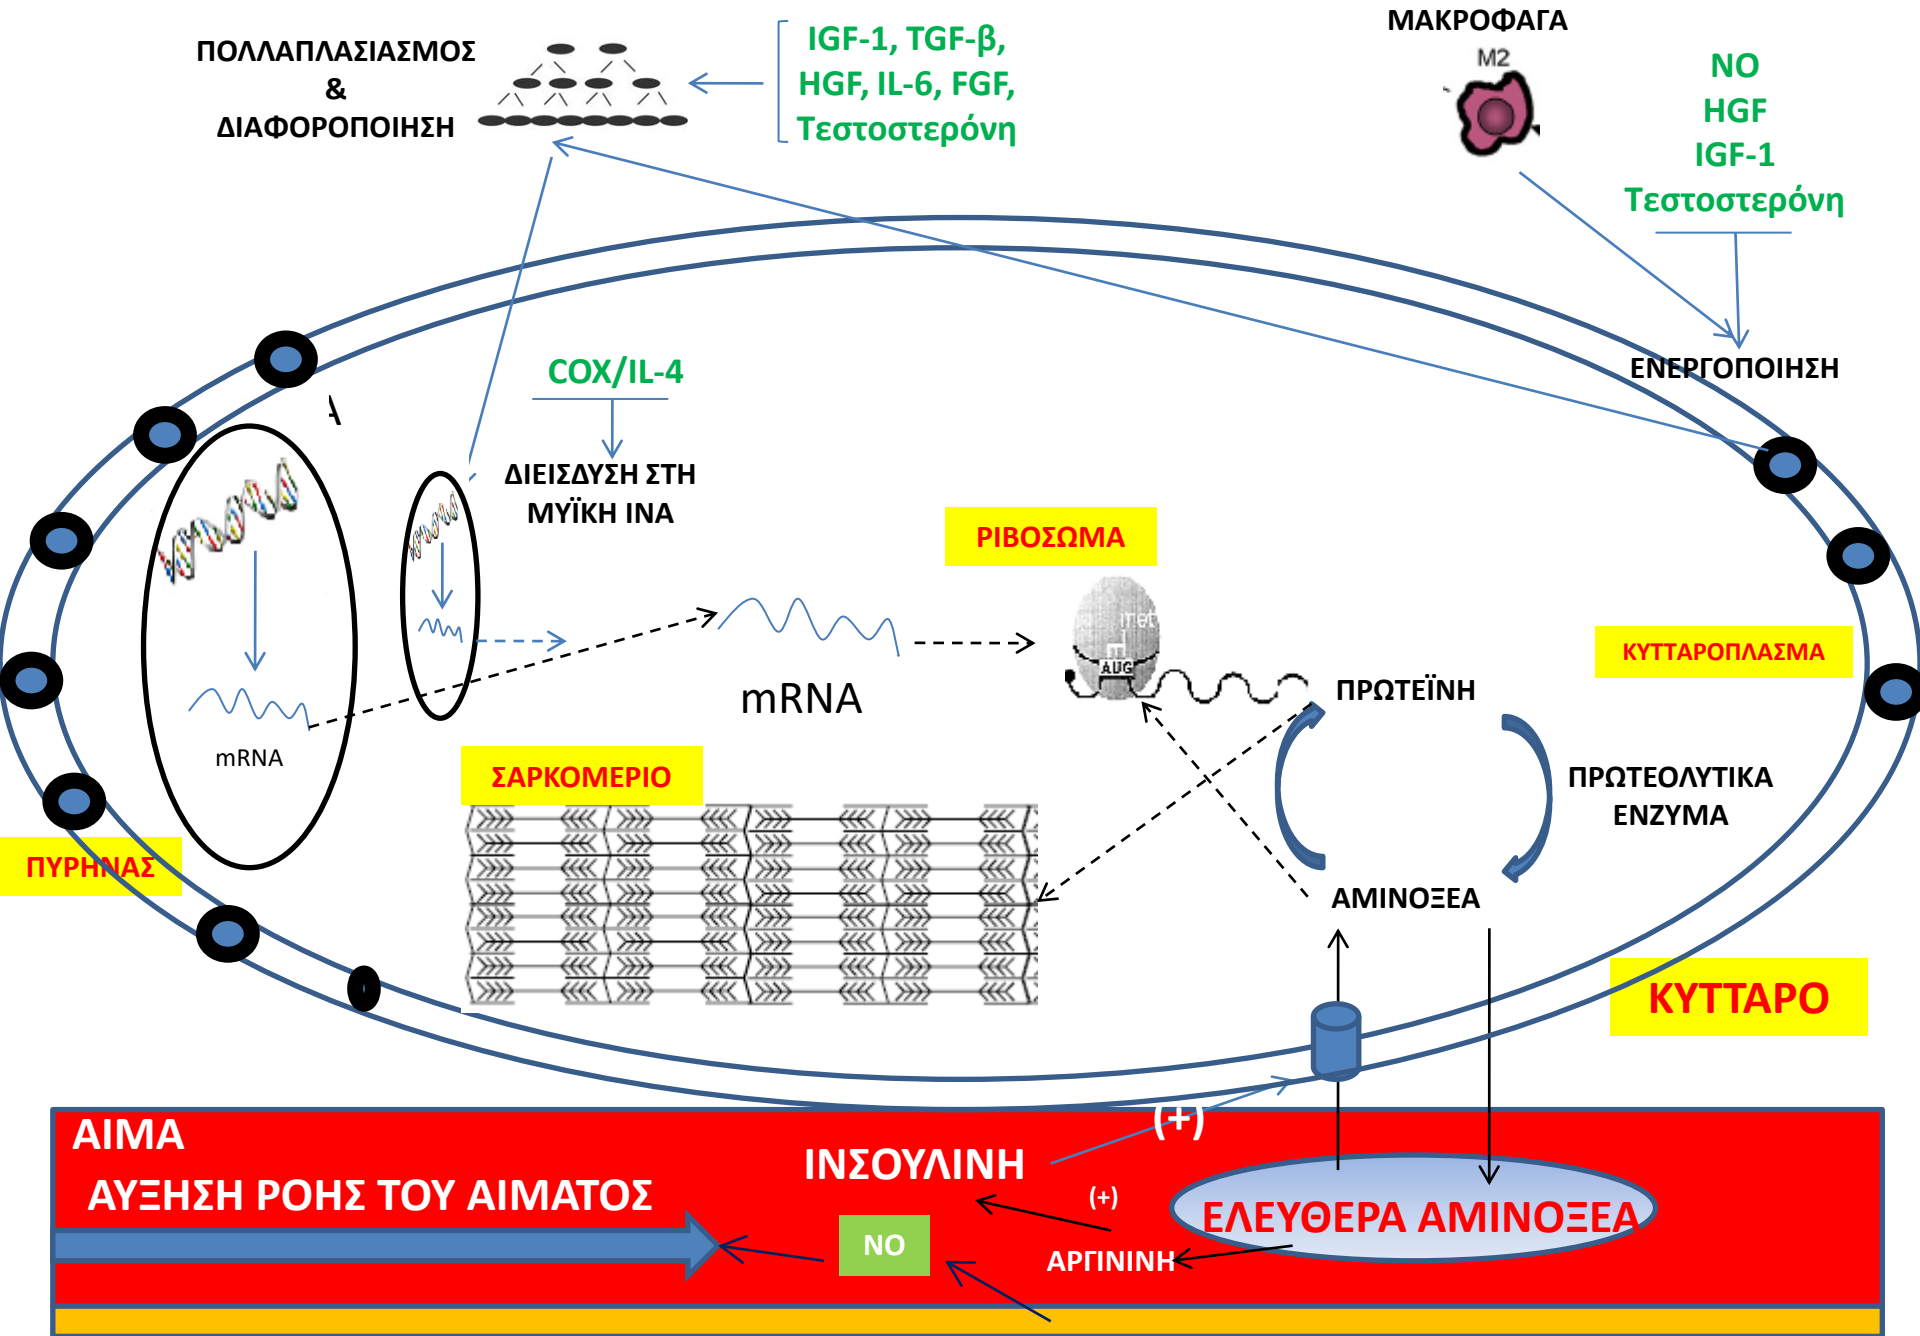 ΠΟΛΛΑΠΛΑΣΙΑΣΜΟΣ
&
ΔΙΑΦΟΡΟΠΟΙΗΣΗ
IGF-1, TGF-β,
HGF, IL-6, FGF,
Τεστοστερόνη
ΜΑΚΡΟΦΑΓΑ
M2
NO
HGF
IGF-1
Τεστοστερόνη
ΕΝΕΡΓΟΠΟΙΗΣΗ
COX/IL-4
ΔΙΕΙΣΔΥΣΗ ΣΤΗ
ΜΥΪΚΗ ΙΝΑ
ΡΙΒΟΣΩΜΑ
AUG
mRNA
mRNA
ΚΥΤΤΑΡΟΠΛΑΣΜΑ
ΠΡΩΤΕΪΝΗ
ΠΡΩΤΕΟΛΥΤΙΚΑ
ΕΝΖΥΜΑ
ΣΑΡΚΟΜΕΡΙΟ
ΠΥΡΗΝΑΣ
ΑΜΙΝΟΞΕΑ
ΚΥΤΤΑΡΟ
ΑΙΜΑ
ΑΥΞΗΣΗ ΡΟΗΣ ΤΟΥ ΑΙΜΑΤΟΣ
ΙΝΣΟΥΛΙΝΗ
(+)
(+)
ΕΛΕΥΘΕΡΑ ΑΜΙΝΟΞΕΑ
NO
ΑΡΓΙΝΙΝΗ